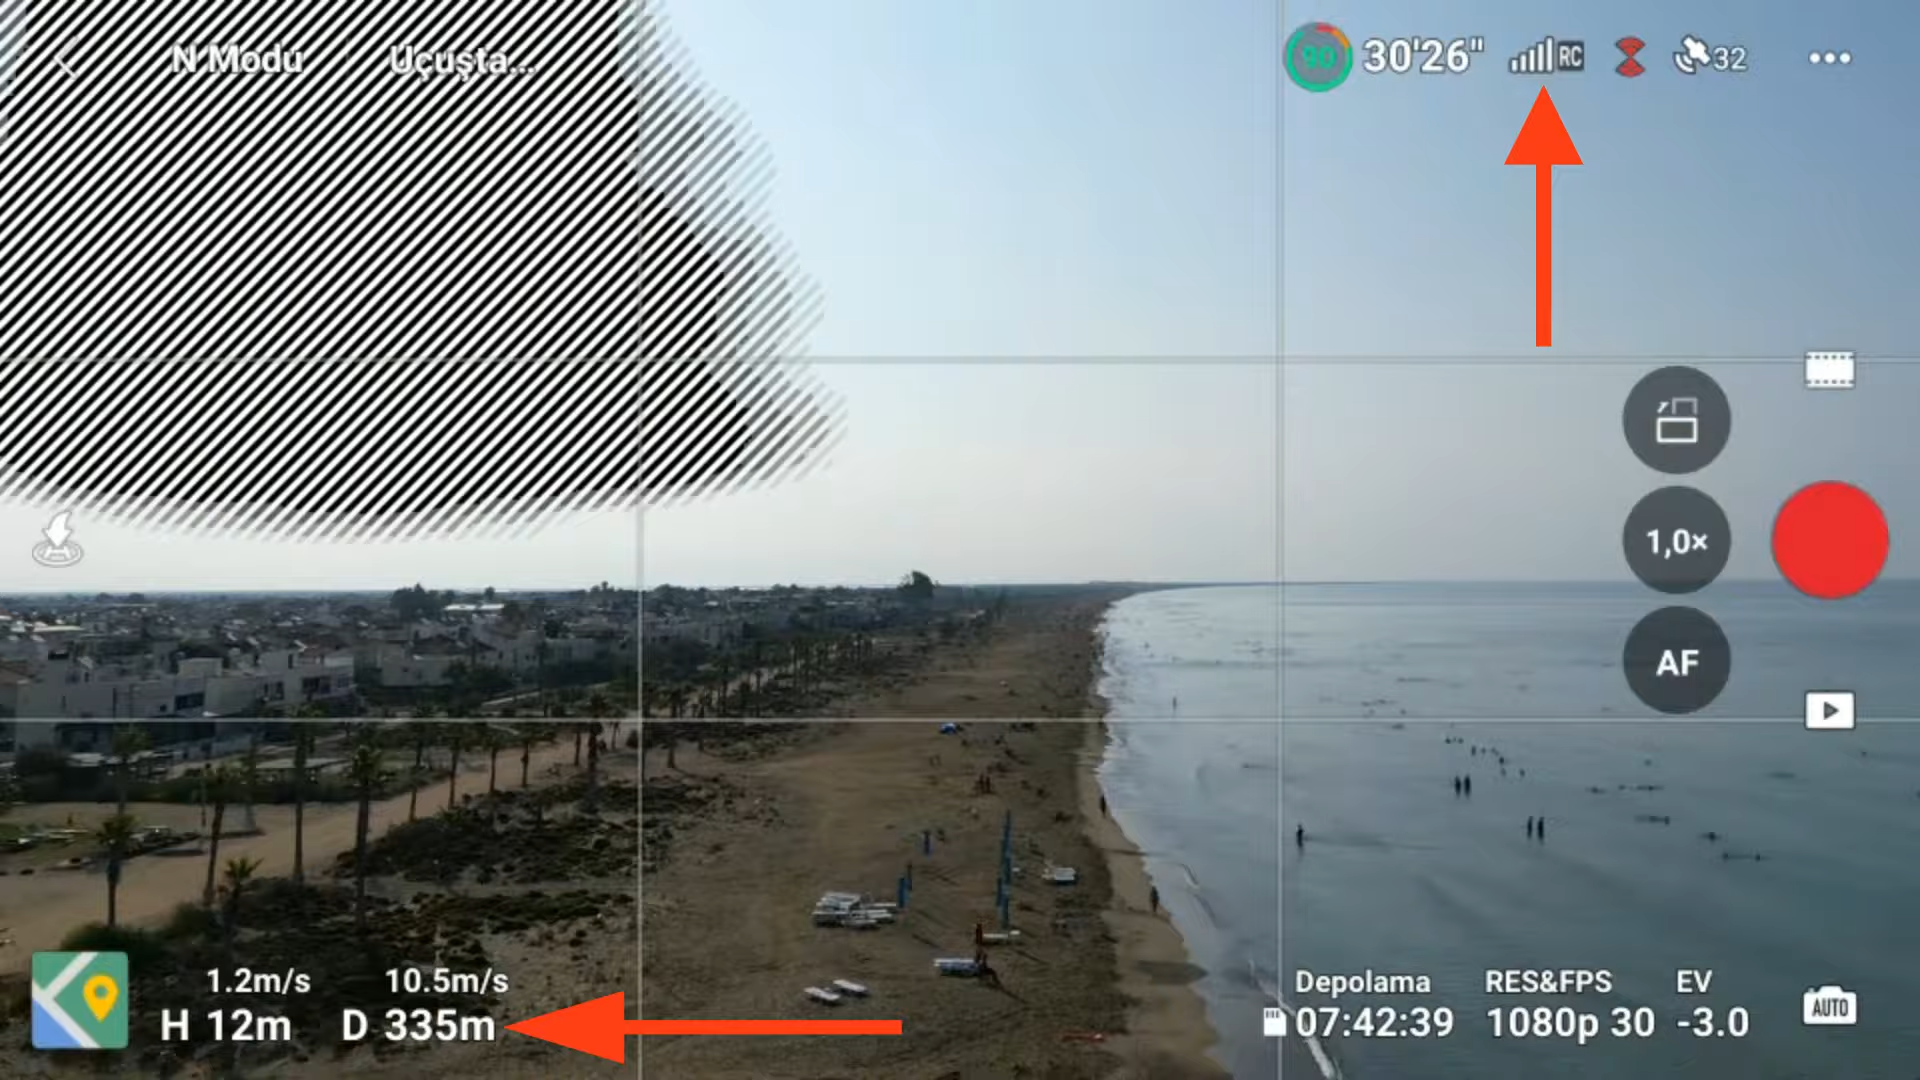 N Modu Uçuşta... 90 30'26" RC 32
1,0×
AF
1.2m/s 10.5m/s
H 12m D 335m
Depolama RES&FPS EV
07:42:39 1080p 30 -3.0
AUTO